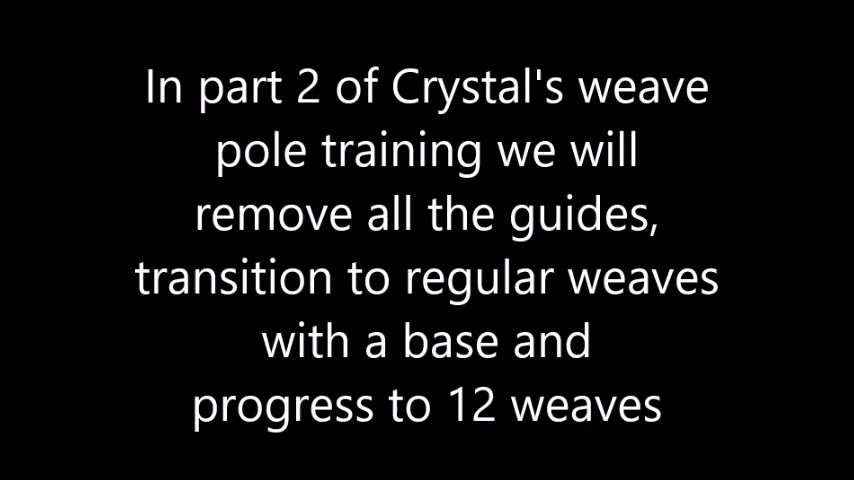 In part 2 of Crystal's weave
pole training we will
remove all the guides,
transition to regular weaves
with a base and
progress to 12 weaves